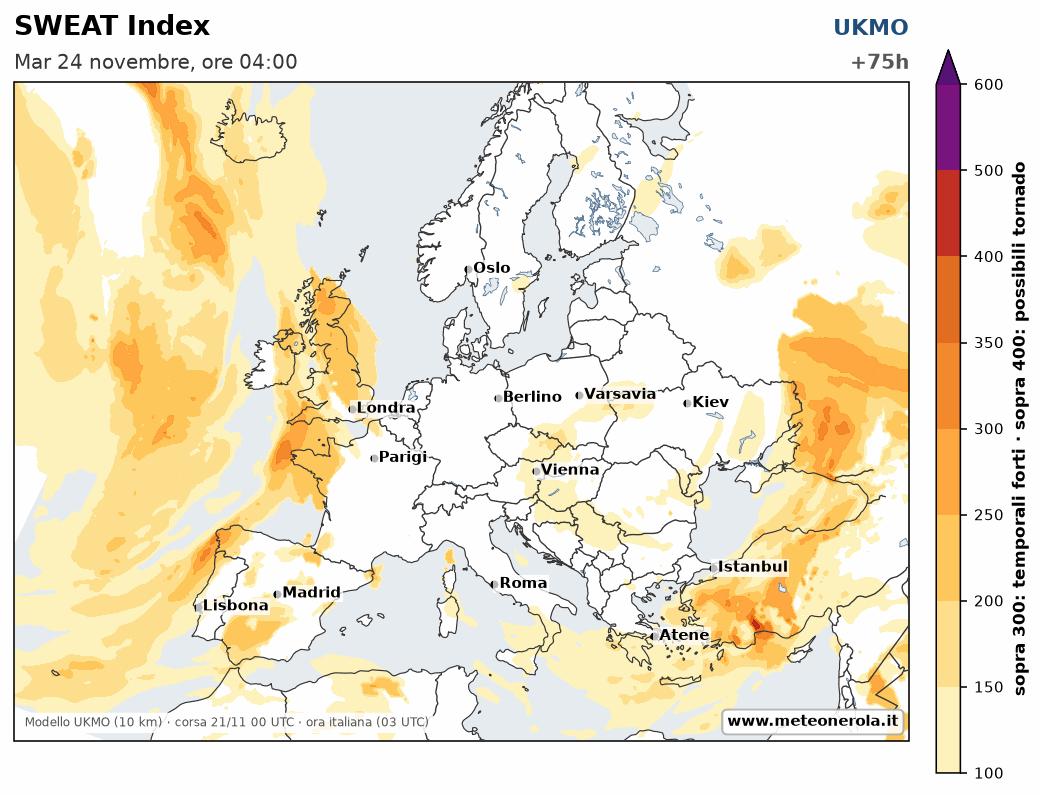 SWEAT Index
UKMO
Mar 24 novembre, ore 04:00
+75h
600
500
400
350
300
250
200
150
100
sopra 300: temporali forti · sopra 400: possibili tornado
Oslo
Londra
Berlino
Varsavia
Kiev
Parigi
Vienna
Istanbul
Roma
Madrid
Lisbona
Atene
Modello UKMO (10 km) · corsa 21/11 00 UTC · ora italiana (03 UTC)
www.meteonerola.it